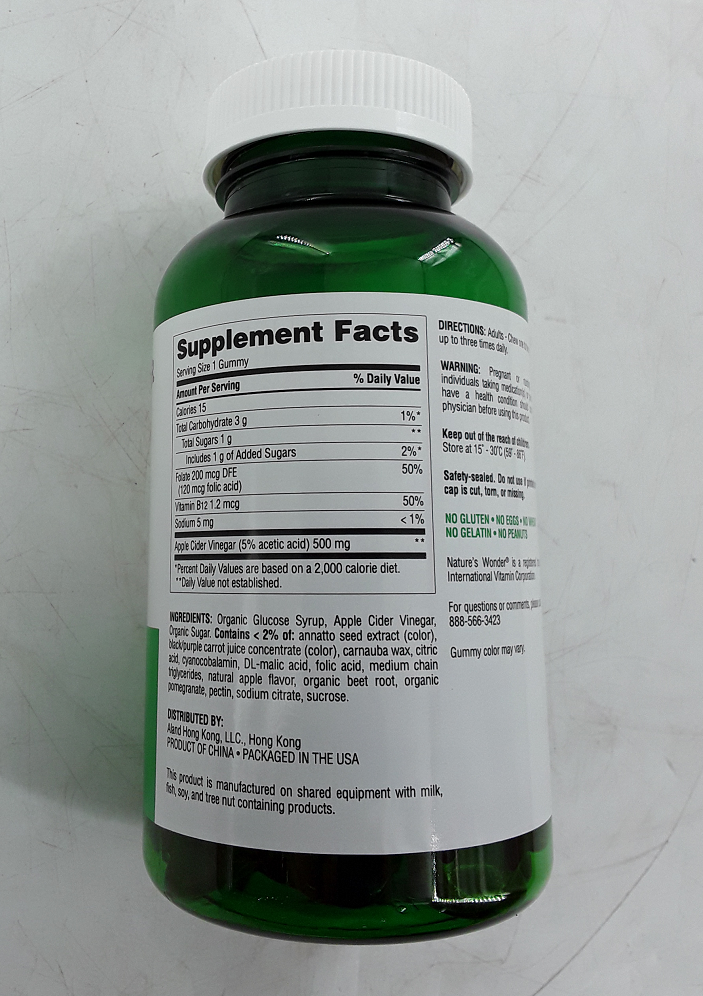 Supplement Facts
Serving Size 1 Gummy
Amount Per Serving % Daily Value
Calories 15
Total Carbohydrate 3 g 1%*
Total Sugars 1 g **
Includes 1 g of Added Sugars 2%*
Folate 200 mcg DFE 50%
(120 mcg folic acid)
Vitamin B12 1.2 mcg 50%
Sodium 5 mg < 1%
Apple Cider Vinegar (5% acetic acid) 500 mg **
*Percent Daily Values are based on a 2,000 calorie diet.
**Daily Value not established.
INGREDIENTS: Organic Glucose Syrup, Apple Cider Vinegar,
Organic Sugar. Contains < 2% of: annatto seed extract (color),
black/purple carrot juice concentrate (color), carnauba wax, citric
acid, cyanocobalamin, DL-malic acid, folic acid, medium chain
triglycerides, natural apple flavor, organic beet root, organic
pomegranate, pectin, sodium citrate, sucrose.
DISTRIBUTED BY:
Aland Hong Kong, LLC., Hong Kong
PRODUCT OF CHINA • PACKAGED IN THE USA
This product is manufactured on shared equipment with milk,
fish, soy, and tree nut containing products.
DIRECTIONS: Adults - Chew
up to three times daily.
WARNING: Pregnant or
individuals taking
have a health condition
physician before using this product.
Keep out of the reach of children.
Store at 15° - 30°C (59° - 86°F)
Safety-sealed. Do not use if
cap is cut, torn, or missing.
NO GLUTEN • NO EGGS • NO
NO GELATIN • NO PEANUTS
Nature's Wonder® is a
International Vitamin Corporation.
For questions or comments,
888-566-3423
Gummy color may vary.